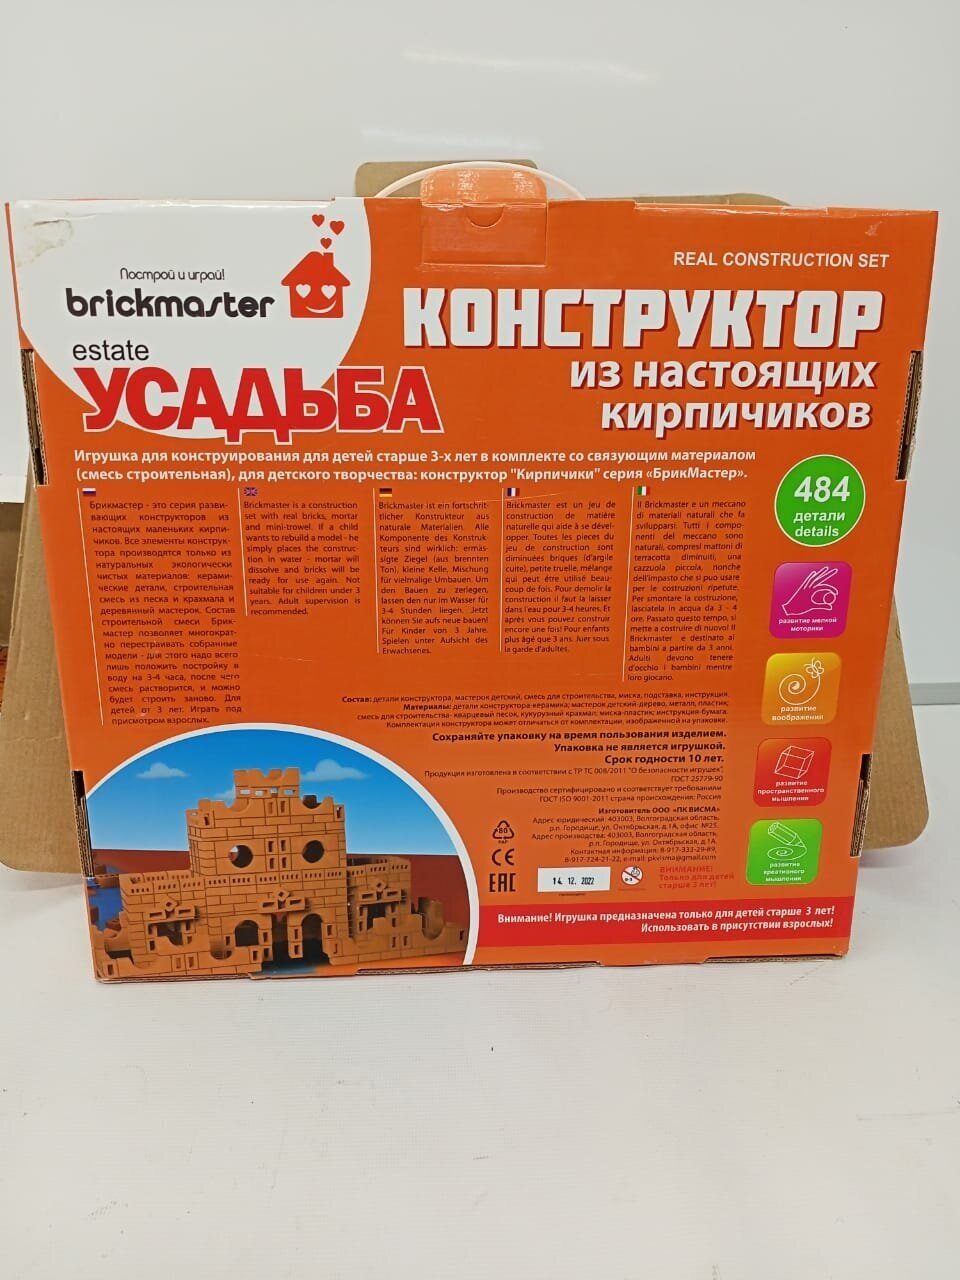 REAL CONSTRUCTION SET
Построй и играй!
brickmaster
КОНСТРУКТОР
ИЗ НАСТОЯЩИХ
КИРПИЧИКОВ
estate
УСАДЬБА
Игрушка для конструирования для детей старше 3-х лет в комплекте со связующим материалом
(смесь строительная), для детского творчества: конструктор "Кирпичики" серия «БрикМастер».
Брикмастер - это серия разви-
вающих конструкторов из
настоящих маленьких кирпи-
чиков. Все элементы конструк-
тора производятся только из
натуральных экологически
чистых материалов: керами-
ческие детали, строительная
смесь из песка и крахмала и
деревянный мастерок. Состав
строительной смеси Брик-
мастер позволяет многократ-
но перестраивать собранные
модели - для этого надо всего
лишь положить постройку в
воду на 3-4 часа, после чего
смесь растворится, и можно
будет строить заново. Для
детей от 3 лет. Играть под
присмотром взрослых.
Brickmaster is a construction
set with real bricks, mortar
and mini-trowel. If a child
wants to rebuild a model - he
simply places the construc-
tion in water - mortar will
dissolve and bricks will be
ready for use again. Not
suitable for children under 3
years. Adult supervision is
recommended.
Brickmaster ist ein fortschrit-
tlicher Konstrukteur aus
naturale Materialien. Alle
Komponente des Konstruk-
teurs sind wirklich: ermäs-
sigte Ziegel (aus brennten
Ton), kleine Kelle, Mischung
für vielmalige Umbauen. Um
den Bauen zu zerlegen,
lassen den nur im Wasser für
3-4 Stunden liegen. Jetzt
können Sie aufs neue bauen!
Für Kinder von 3 Jahre.
Spielen unter Aufsicht des
Erwachsenes.
Brickmaster est un jeu de
construction de matière
naturelle qui aide à se dével-
opper. Toutes les pieces du
jeu de construction sont
diminuées briques (d'argile
cuite), petite truelle, mélange
qui peut être utilisé beau-
coup de fois. Pour demolir la
construction il faut la laisser
dans l'eau pour 3-4 heures. Et
après vous pouvez construir
encore une fois! Pour enfants
plus âgé que 3 ans. Juer sous
la garde d'adultes.
Il Brickmaster e un meccano
di materiali naturali che fa
svilupparsi. Tutti i compo-
nenti del meccano sono
naturali, compresi mattoni di
terracotta diminuiti, una
cazzuola piccola, nonche
dell'impasto che si puo usare
per le costruzioni ripetute.
Per smontare la costruzione,
lasciatela in acqua da 3 - 4
ore. Passato questo tempo, si
mette a costruire di nuovo! Il
Brickmaster e destinato ai
bambini a partire da 3 anni.
Adulti devono tenere
d'occhio i bambini mentre
loro giocano.
484
детали
details
развитие мелкой
моторики
развитие
воображения
развитие
пространственного
мышления
развитие
креативного
мышления
Состав: детали конструктора, мастерок детский, смесь для строительства, миска, подставка, инструкция.
Материалы: детали конструктора-керамика; мастерок детский-дерево, металл, пластик,
смесь для строительства -кварцевый песок, кукурузный крахмал; миска-пластик; инструкция-бумага.
Комплектация конструктора может отличаться от комплектации, изображенной на упаковке.
Сохраняйте упаковку на время пользования изделием.
Упаковка не является игрушкой.
Срок годности 10 лет.
Продукция изготовлена в соответствии с ТР ТС 008/2011 "О безопасности игрушек",
ГОСТ 25779-90
Производство сертифицировано и соответствует требованиям
ГОСТ ISO 9001-2011 страна происхождения: Россия
Изготовитель ООО «ПК ВИСМА»
Адрес юридический: 403003, Волгоградская область,
р.п. Городище, ул. Октябрьская, д.1А, офис №25.
Адрес производства: 403003, Волгоградская область,
р.п. Городище, ул. Октябрьская, д.1А.
Контактная информация: 8-917-333-29-89,
8-917-724-21-22, e-mail: pkvisma@gmail.com
80
PAP
CE
EAC
14. 12. 2022
0-3
ВНИМАНИЕ!
Только для детей
старше 3 лет!
Внимание! Игрушка предназначена только для детей старше 3 лет!
Использовать в присутствии взрослых!